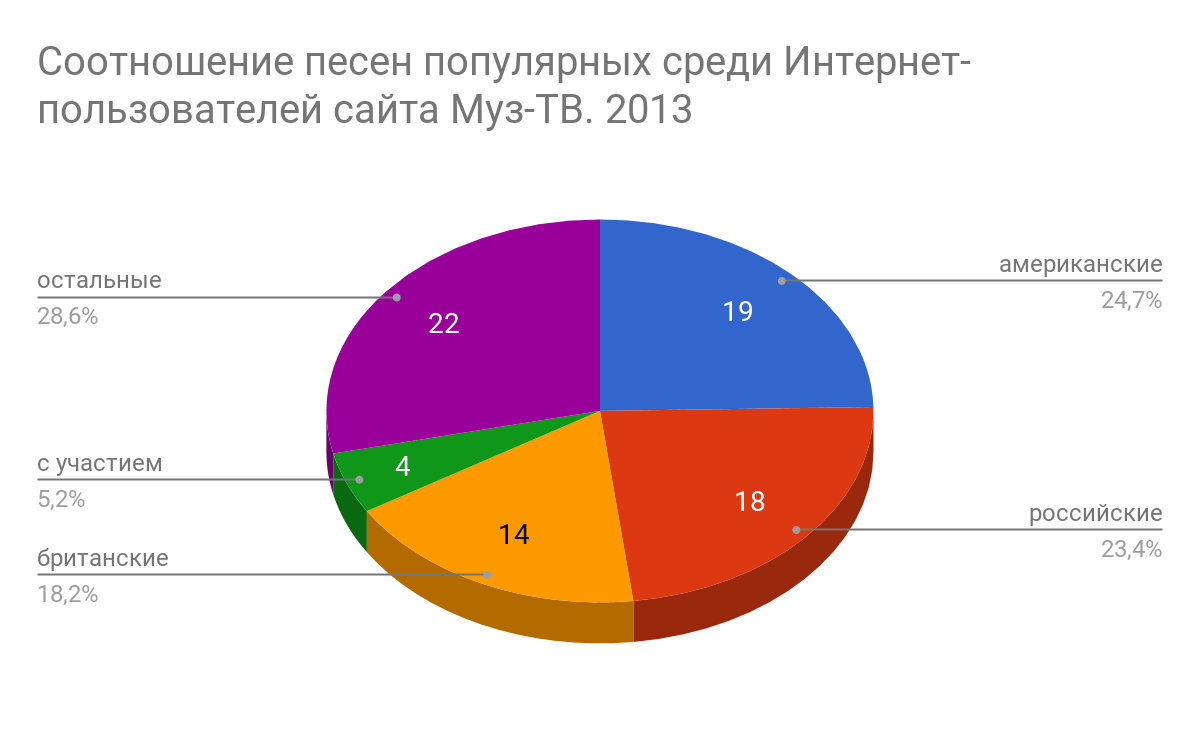 Соотношение песен популярных среди Интернет-
пользователей сайта Муз-ТВ. 2013
американские
24,7%
остальные
28,6%
19
22
с участием
5,2%
4
18
российские
23,4%
14
британские
18,2%